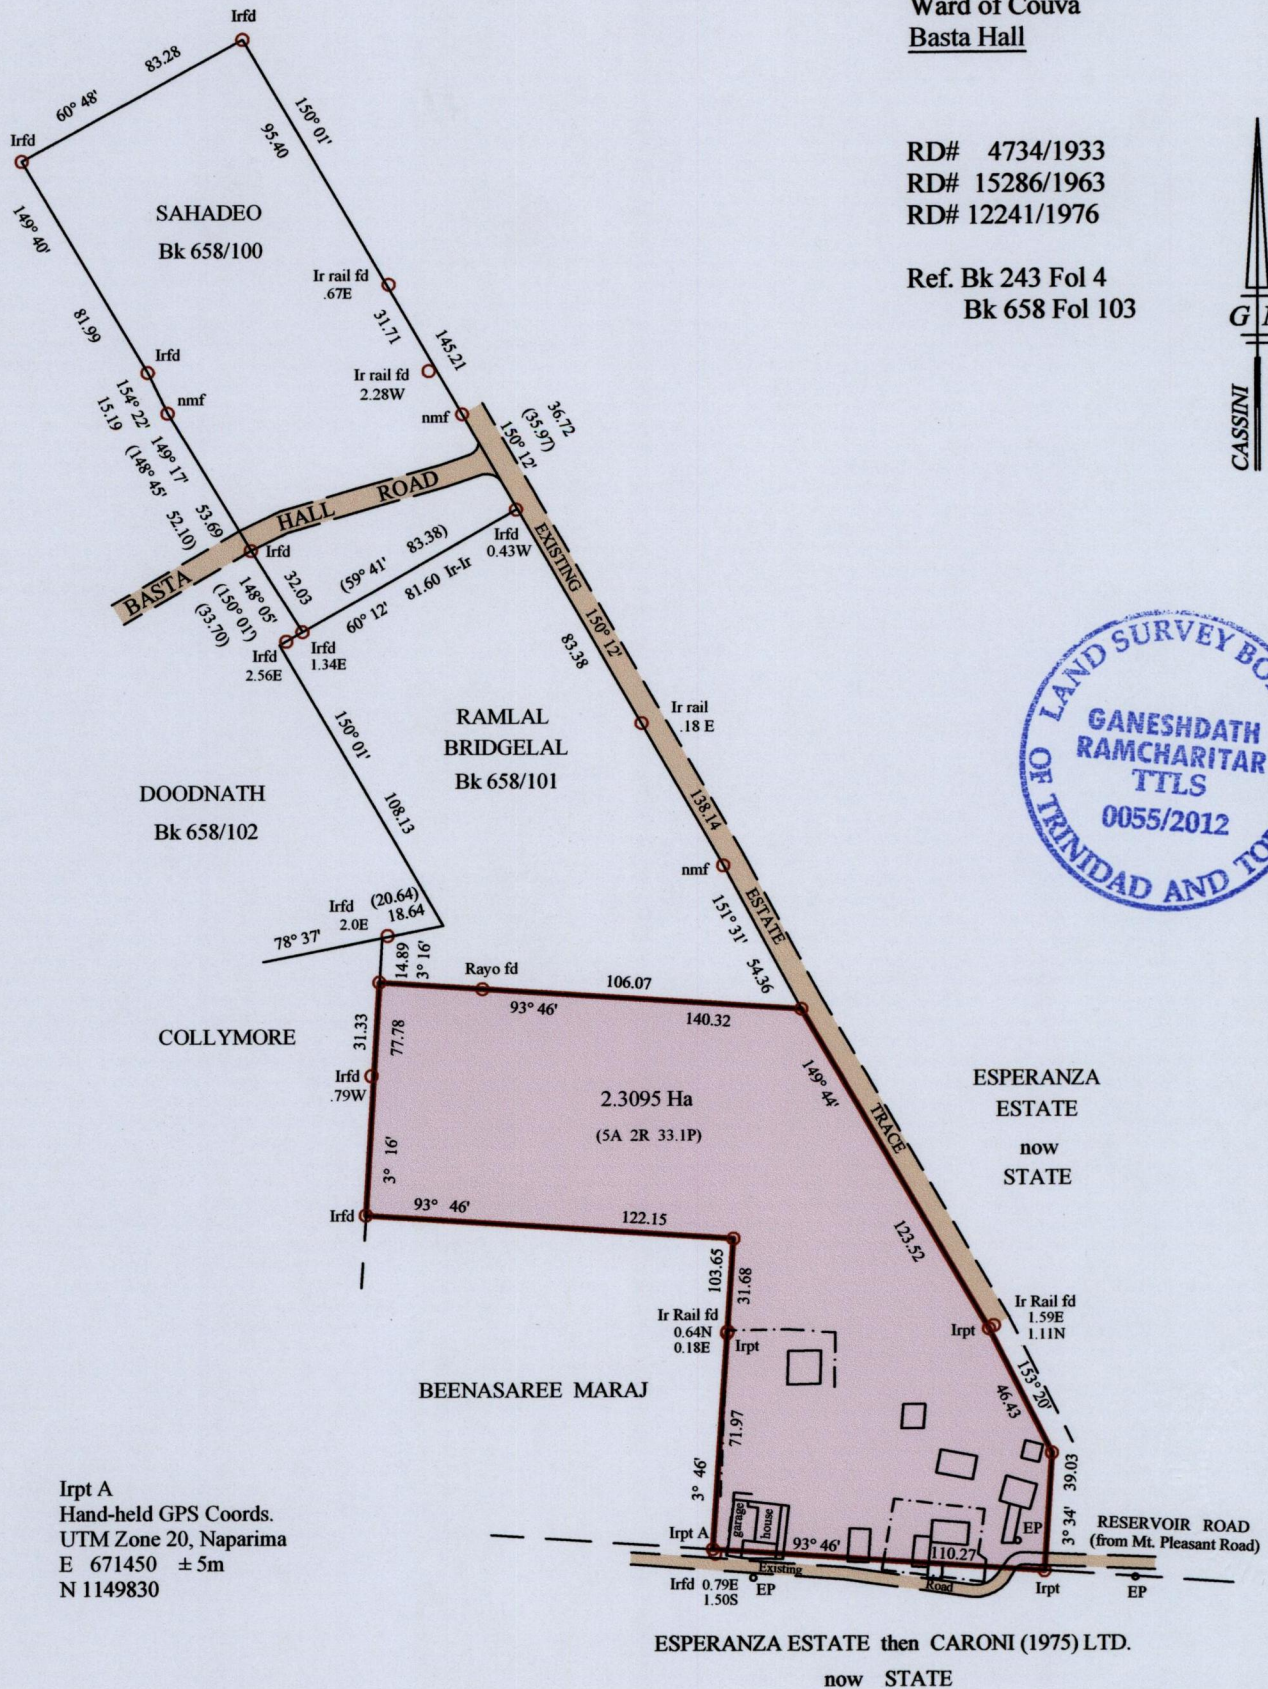 Ward of Couva
Basta Hall
RD# 4734/1933
RD# 15286/1963
RD# 12241/1976
Ref. Bk 243 Fol 4
Bk 658 Fol 103
G
CASSINI
Irfd
83.28
60° 48'
Irfd
150° 01'
95.40
149° 40'
81.99
SAHADEO
Bk 658/100
Ir rail fd
.67E
31.71
145.21
Ir rail fd
2.28W
nmf
Irfd
nmf
154° 22'
15.19
149° 17'
53.69
(148° 45' 52.10)
36.72
(35.97)
150° 12'
BASTA HALL ROAD
Irfd
32.03
148° 05'
(150° 01')
(33.70)
(59° 41' 83.38)
60° 12' 81.60 Ir-Ir
Irfd
0.43W
Irfd
2.56E
Irfd
1.34E
EXISTING ESTATE TRACE
150° 12'
83.38
Ir rail
.18 E
138.14
nmf
151° 31'
54.36
RAMLAL
BRIDGELAL
Bk 658/101
150° 01'
108.13
DOODNATH
Bk 658/102
LAND SURVEY
OF TRINIDAD AND
GANESHDATH
TTLS
0055/2012
Irfd
2.0E
(20.64)
18.64
78° 37'
14.89
3° 16'
Rayo fd
106.07
93° 46'
140.32
COLLYMORE
31.33
77.78
Irfd
.79W
3° 16'
Irfd
2.3095 Ha
(5A 2R 33.1P)
149° 44'
123.52
ESPERANZA
ESTATE
now
STATE
93° 46'
122.15
103.65
31.68
Ir Rail fd
0.64N
0.18E
Irpt
Irpt
Ir Rail fd
1.59E
1.11N
153° 20'
46.43
BEENASAREE MARAJ
71.97
3° 46'
39.03
3° 34'
garage
house
EP
Irpt A
93° 46'
110.27
RESERVOIR ROAD
(from Mt. Pleasant Road)
Irfd 0.79E
1.50S
EP
Existing Road
Irpt
EP
Irpt A
Hand-held GPS Coords.
UTM Zone 20, Naparima
E 671450 ± 5m
N 1149830
ESPERANZA ESTATE then CARONI (1975) LTD.
now STATE